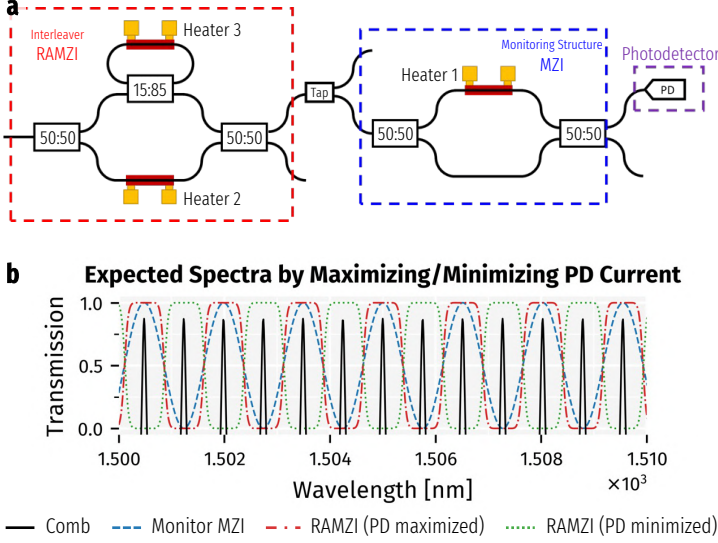 a
Interleaver
RAMZI
Heater 3
15:85
50:50
50:50
Heater 2
Tap
Monitoring Structure
MZI
Heater 1
50:50
50:50
Photodetector
PD
b
Expected Spectra by Maximizing/Minimizing PD Current
Transmission
1.0
0.5
0.0
1.500
1.502
1.504
1.506
1.508
1.510
×10³
Wavelength [nm]
Comb
Monitor MZI
RAMZI (PD maximized)
RAMZI (PD minimized)